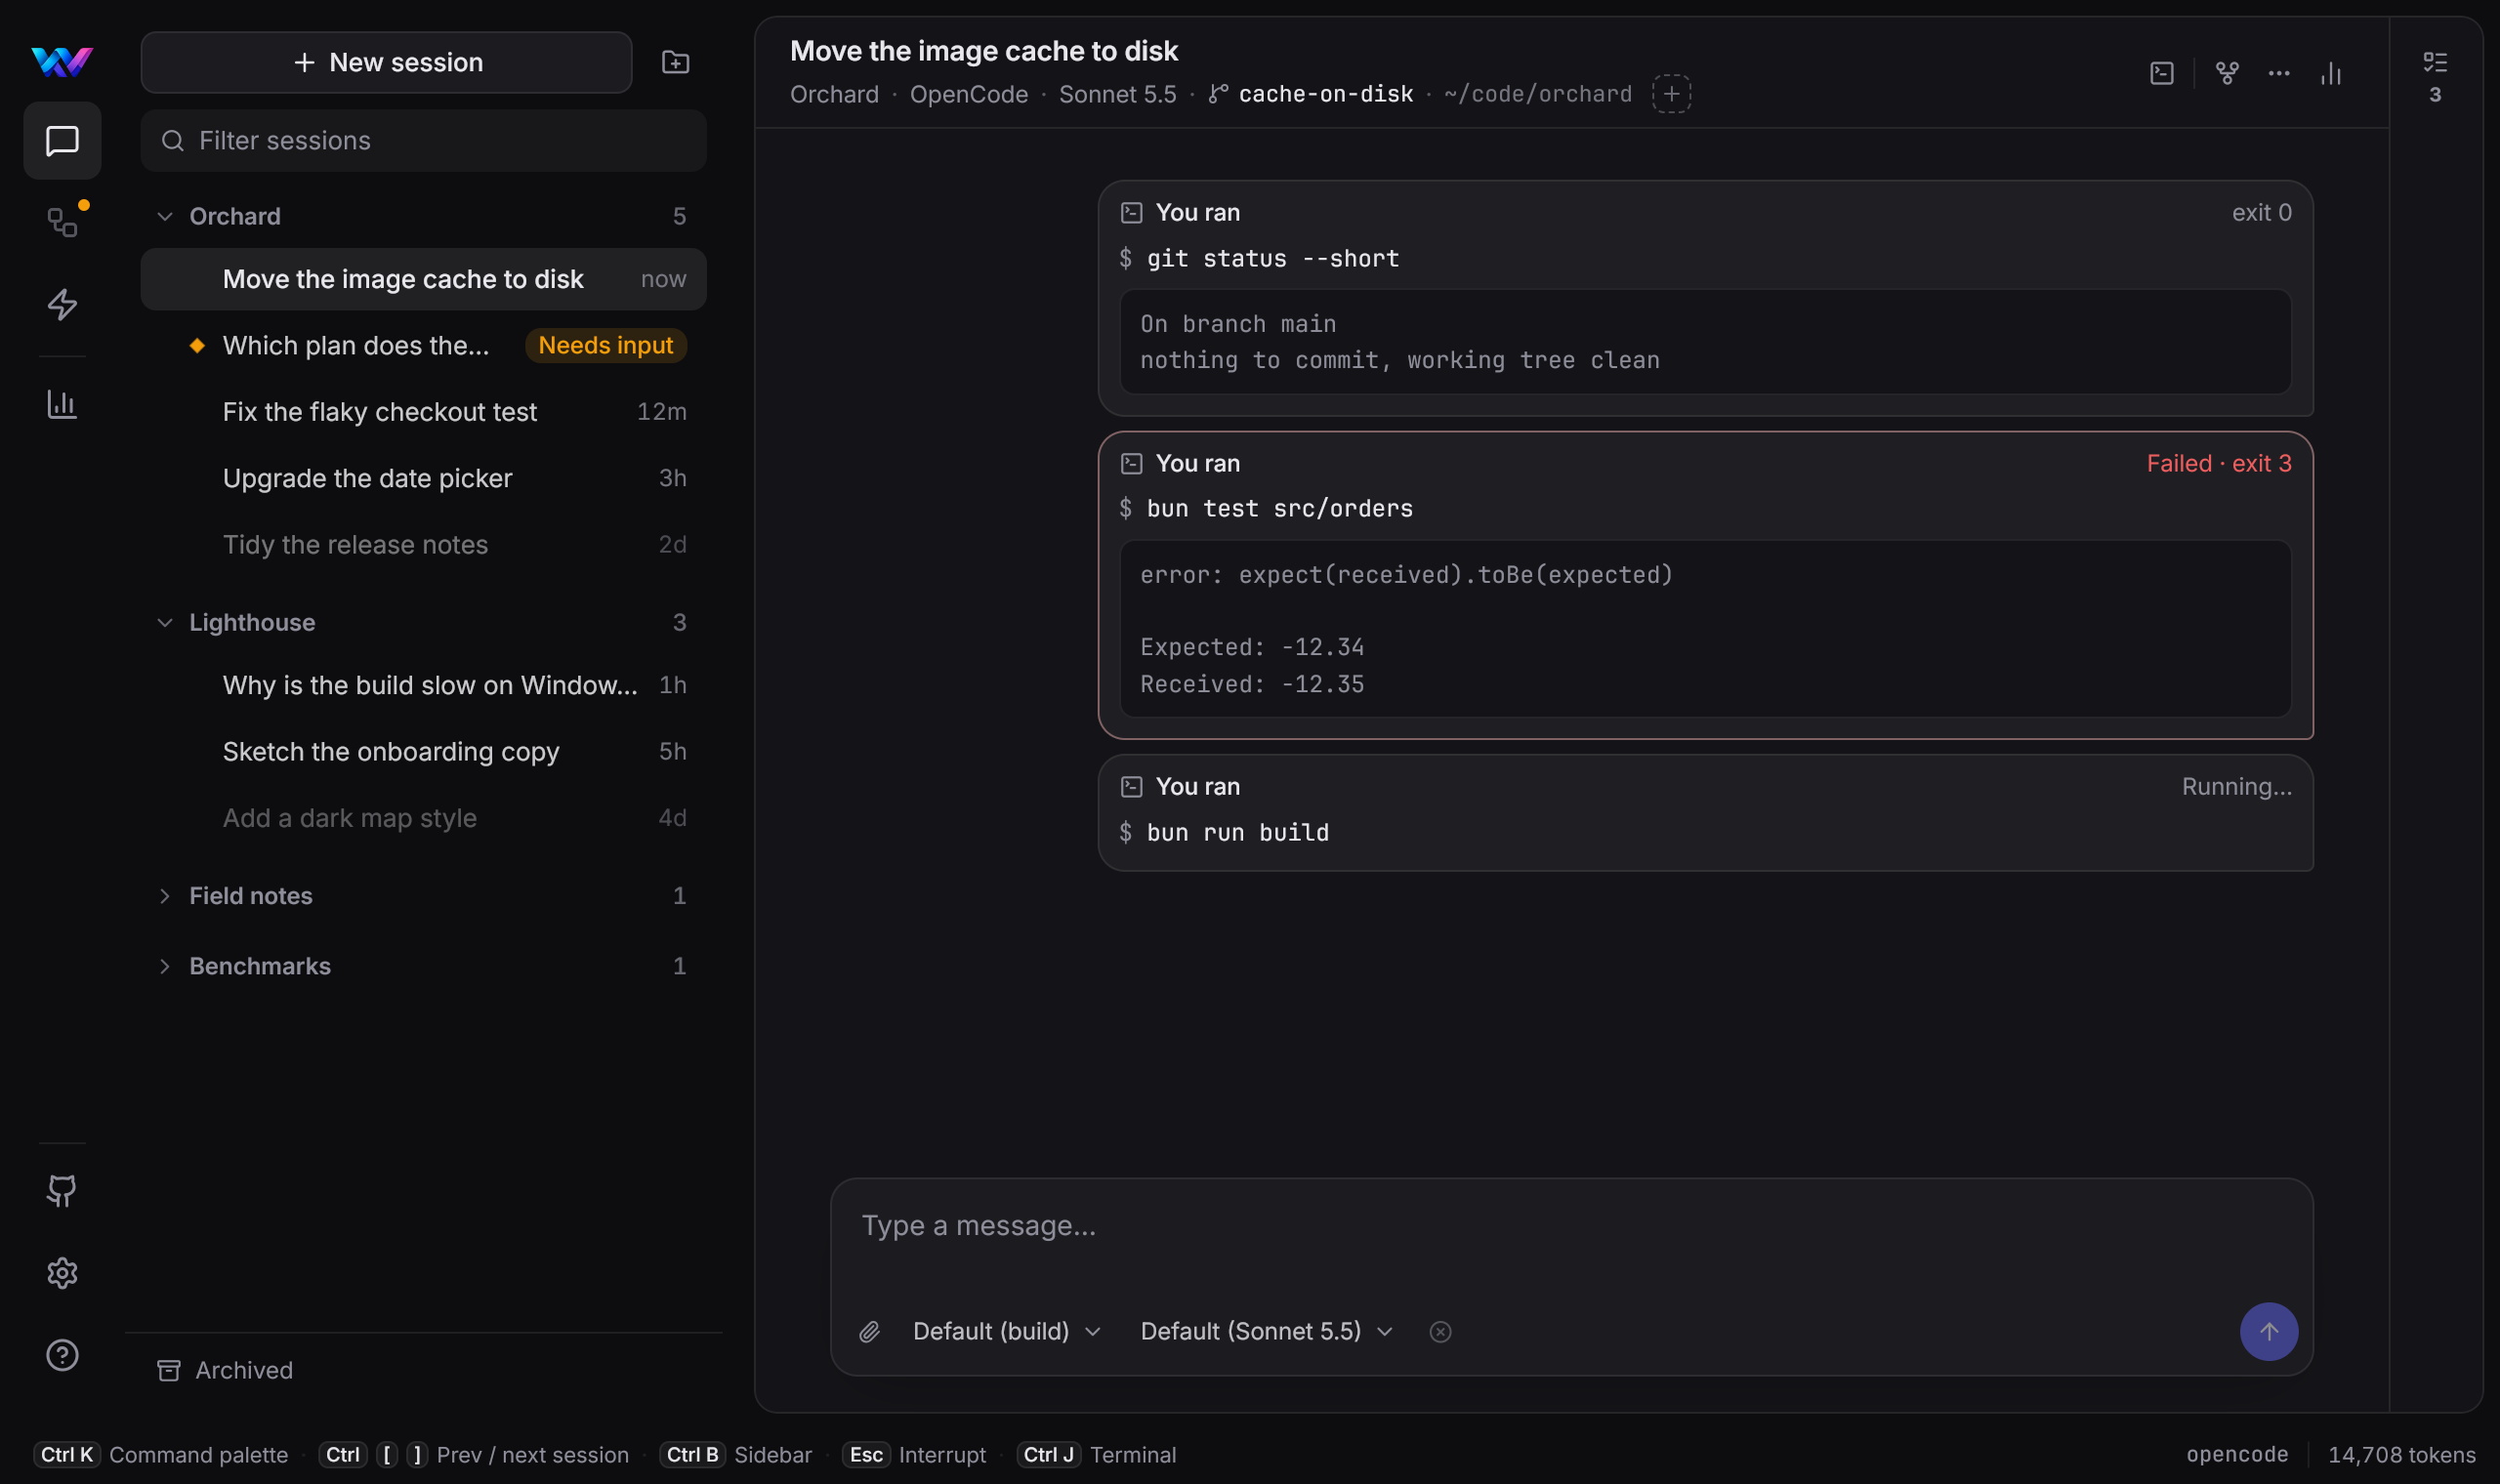 New session
Filter sessions
Orchard 5
Move the image cache to disk now
Which plan does the... Needs input
Fix the flaky checkout test 12m
Upgrade the date picker 3h
Tidy the release notes 2d
Lighthouse 3
Why is the build slow on Window... 1h
Sketch the onboarding copy 5h
Add a dark map style 4d
Field notes 1
Benchmarks 1
Archived
Move the image cache to disk
Orchard · OpenCode · Sonnet 5.5 · cache-on-disk · ~/code/orchard
3
You ran exit 0
$ git status --short
On branch main
nothing to commit, working tree clean
You ran Failed · exit 3
$ bun test src/orders
error: expect(received).toBe(expected)
Expected: -12.34
Received: -12.35
You ran Running...
$ bun run build
Type a message...
Default (build) Default (Sonnet 5.5)
Ctrl K Command palette · Ctrl [ ] Prev / next session · Ctrl B Sidebar · Esc Interrupt · Ctrl J Terminal opencode 14,708 tokens